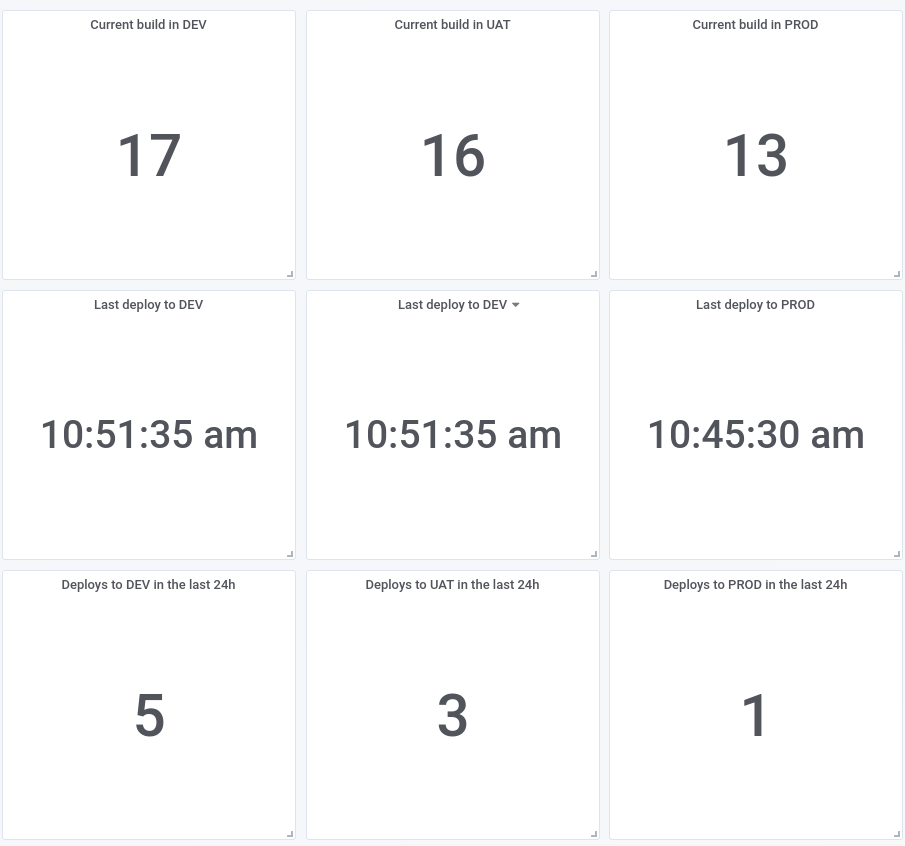 Current build in DEV
Current build in UAT
Current build in PROD
17
16
13
Last deploy to DEV
Last deploy to DEV
Last deploy to PROD
10:51:35 am
10:51:35 am
10:45:30 am
Deploys to DEV in the last 24h
Deploys to UAT in the last 24h
Deploys to PROD in the last 24h
5
3
1